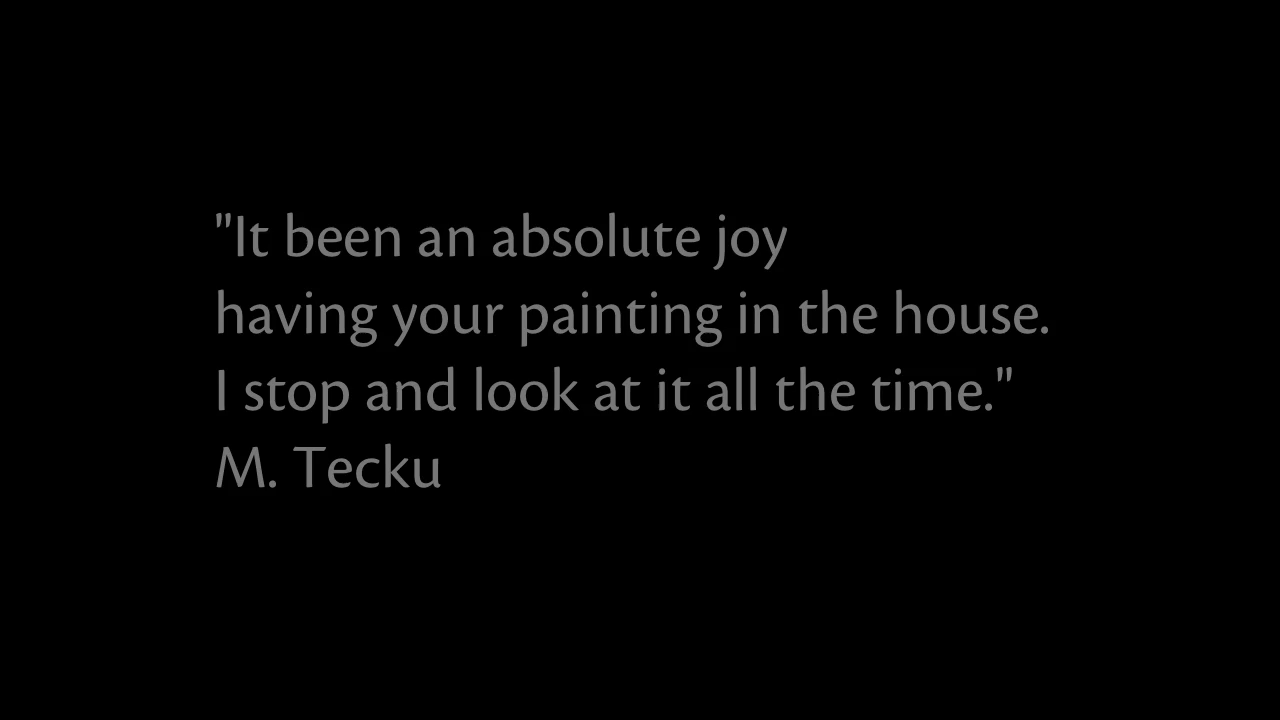 "It been an absolute joy
having your painting in the house.
I stop and look at it all the time."
M. Tecku